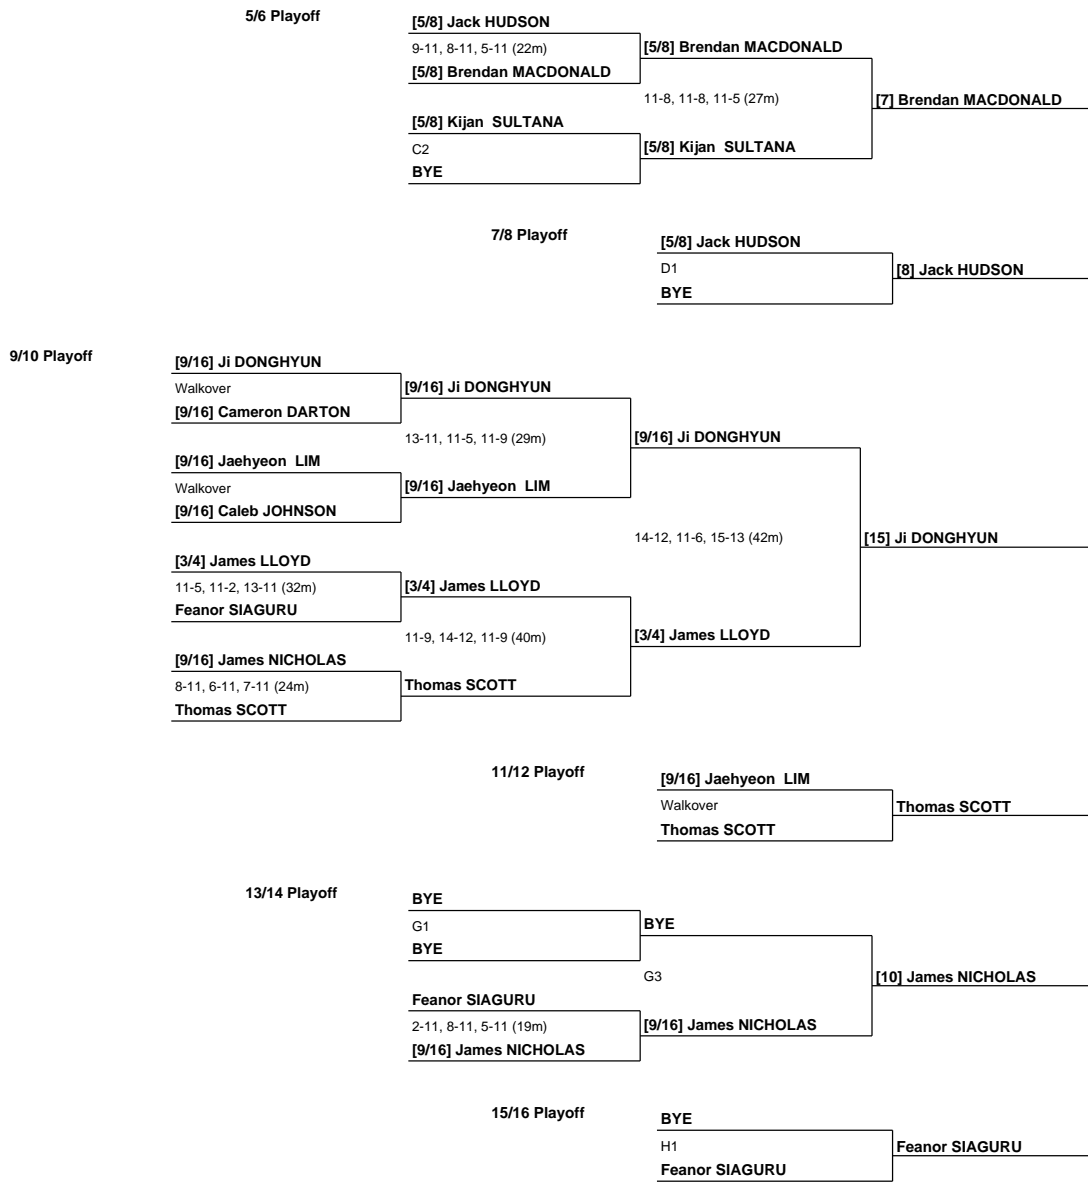 5/6 Playoff
[5/8] Jack HUDSON
9-11, 8-11, 5-11 (22m)
[5/8] Brendan MACDONALD
[5/8] Brendan MACDONALD
11-8, 11-8, 11-5 (27m)
[7] Brendan MACDONALD
[5/8] Kijan  SULTANA
C2
BYE
[5/8] Kijan  SULTANA
7/8 Playoff
[5/8] Jack HUDSON
D1
BYE
[8] Jack HUDSON
9/10 Playoff
[9/16] Ji DONGHYUN
Walkover
[9/16] Cameron DARTON
[9/16] Ji DONGHYUN
13-11, 11-5, 11-9 (29m)
[9/16] Ji DONGHYUN
[9/16] Jaehyeon  LIM
Walkover
[9/16] Caleb JOHNSON
[9/16] Jaehyeon  LIM
14-12, 11-6, 15-13 (42m)
[15] Ji DONGHYUN
[3/4] James LLOYD
11-5, 11-2, 13-11 (32m)
Feanor SIAGURU
[3/4] James LLOYD
11-9, 14-12, 11-9 (40m)
[3/4] James LLOYD
[9/16] James NICHOLAS
8-11, 6-11, 7-11 (24m)
Thomas SCOTT
Thomas SCOTT
11/12 Playoff
[9/16] Jaehyeon  LIM
Walkover
Thomas SCOTT
Thomas SCOTT
13/14 Playoff
BYE
G1
BYE
BYE
G3
[10] James NICHOLAS
Feanor SIAGURU
2-11, 8-11, 5-11 (19m)
[9/16] James NICHOLAS
[9/16] James NICHOLAS
15/16 Playoff
BYE
H1
Feanor SIAGURU
Feanor SIAGURU